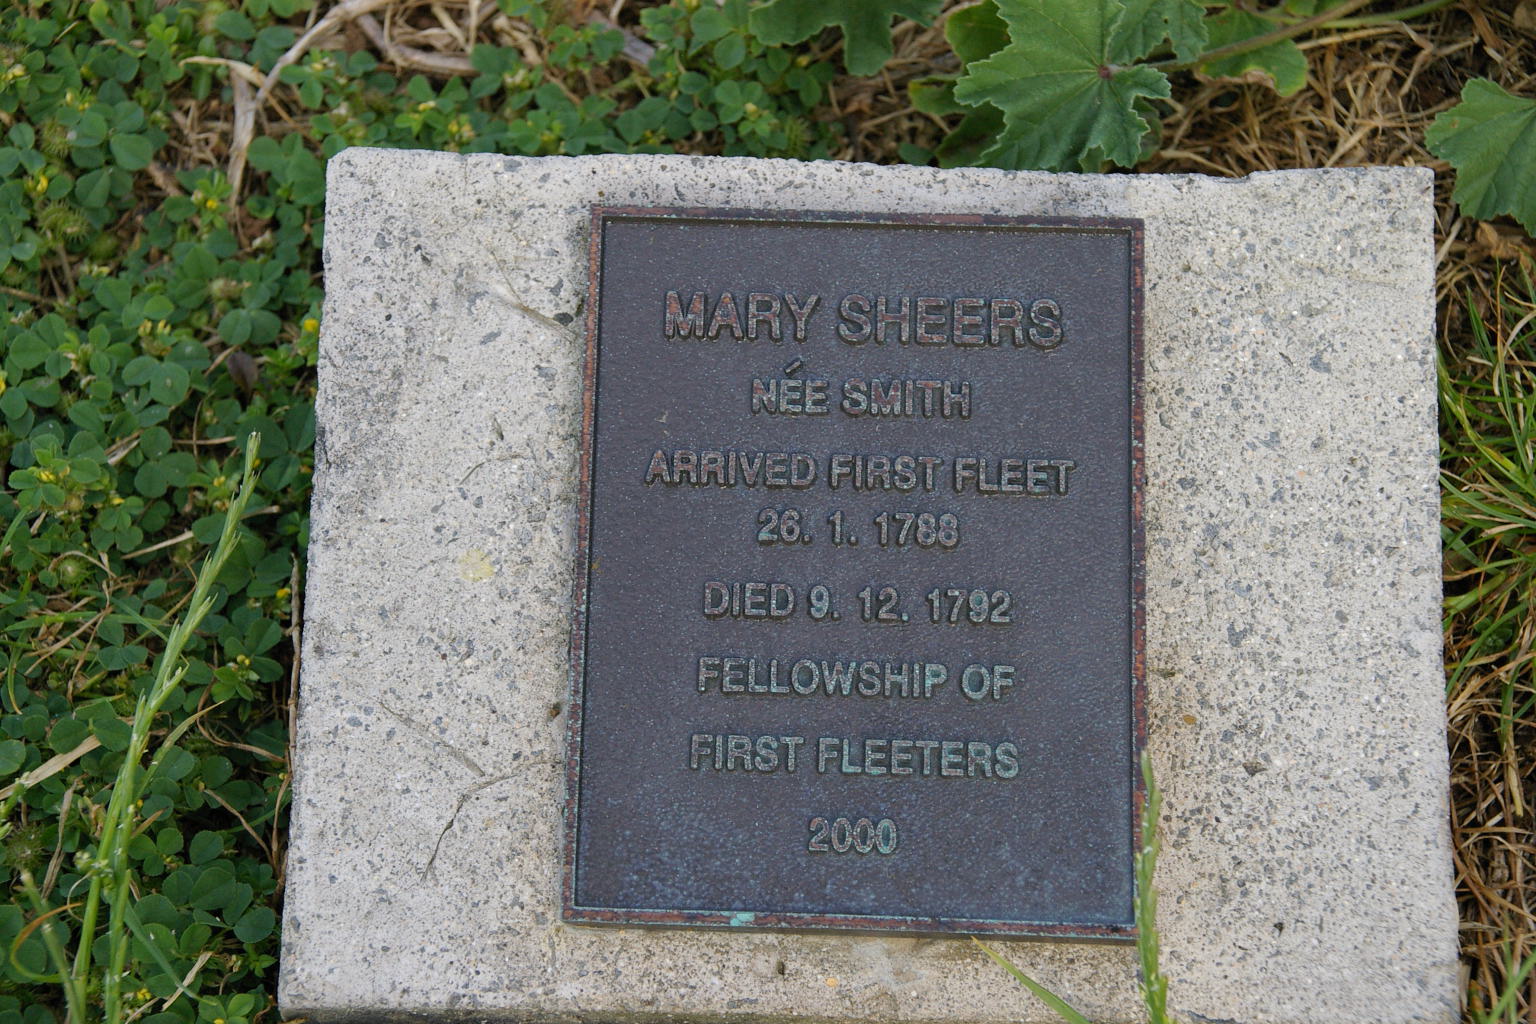 MARY SHEERS
NÉE SMITH
ARRIVED FIRST FLEET
26. 1. 1788
DIED 9. 12. 1792
FELLOWSHIP OF
FIRST FLEETERS
2000